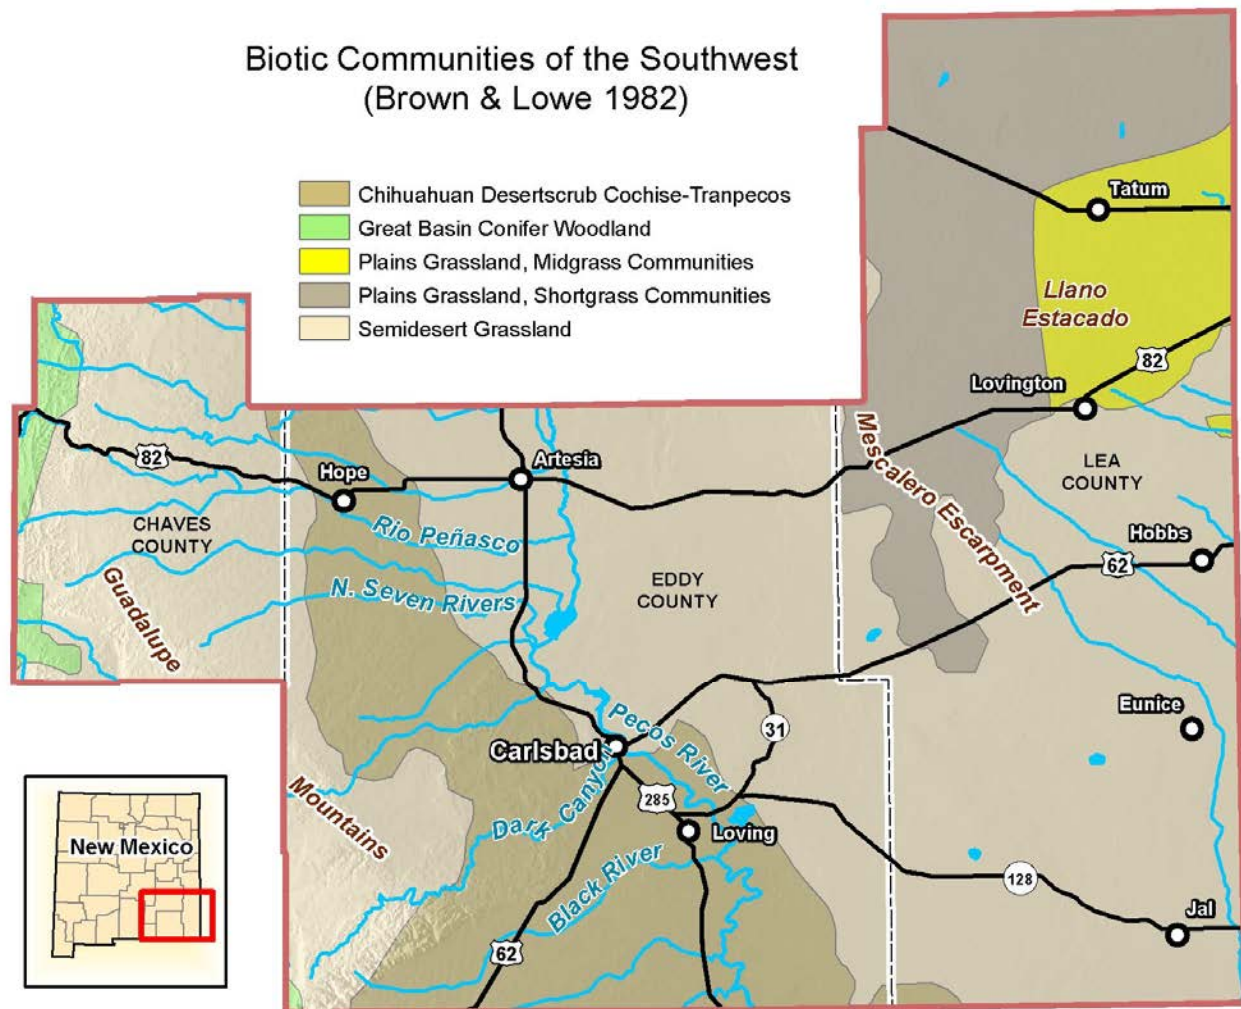 Biotic Communities of the Southwest
(Brown & Lowe 1982)
Chihuahuan Desertscrub Cochise-Tranpecos
Great Basin Conifer Woodland
Plains Grassland, Midgrass Communities
Plains Grassland, Shortgrass Communities
Semidesert Grassland
Tatum
Llano
Estacado
82
Lovington
Mescalero Escarpment
LEA
COUNTY
Hobbs
62
82
Hope
Artesia
CHAVES
COUNTY
Rio Peñasco
N. Seven Rivers
EDDY
COUNTY
Guadalupe
Mountains
Eunice
Pecos River
31
Carlsbad
285
Dark Canyon
Loving
Black River
128
Jal
62
New Mexico